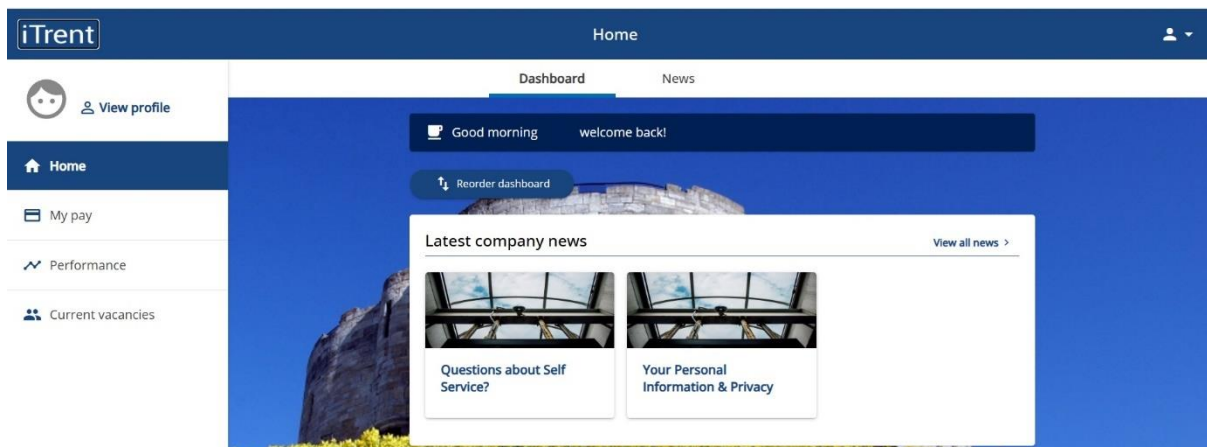 iTrent
Home
View profile
Dashboard News
Good morning welcome back!
Home
Reorder dashboard
My pay
Latest company news View all news >
Performance
Current vacancies
Questions about Self
Service?
Your Personal
Information & Privacy